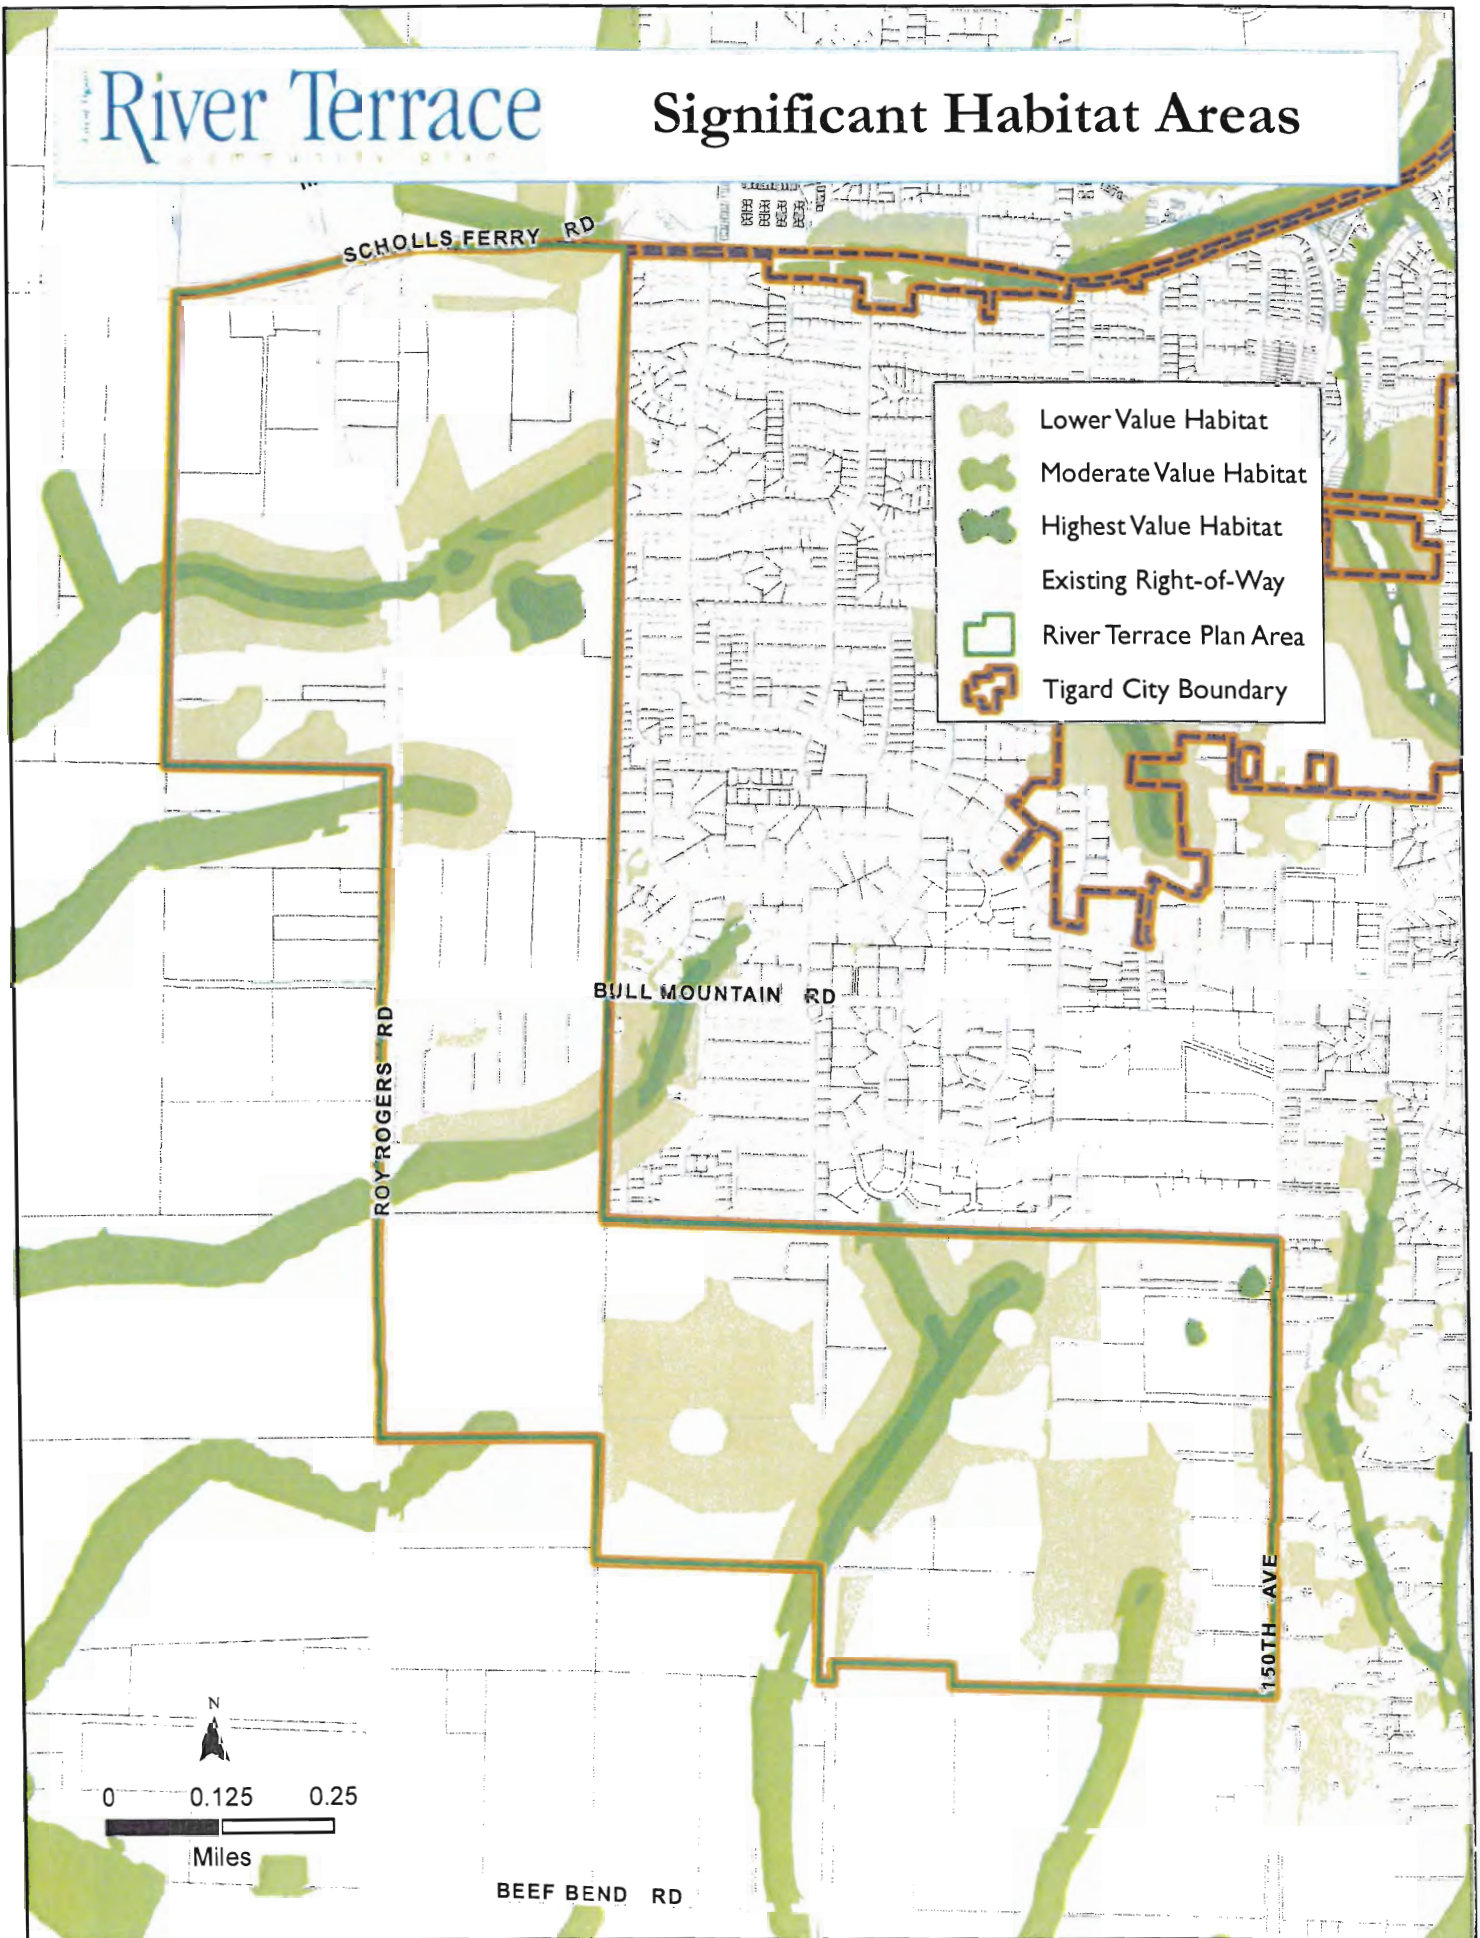 River Terrace
community plan
Significant Habitat Areas
SCHOLLS FERRY RD
Lower Value Habitat
Moderate Value Habitat
Highest Value Habitat
Existing Right-of-Way
River Terrace Plan Area
Tigard City Boundary
BULL MOUNTAIN RD
ROY ROGERS RD
150TH AVE
N
0 0.125 0.25
Miles
BEEF BEND RD